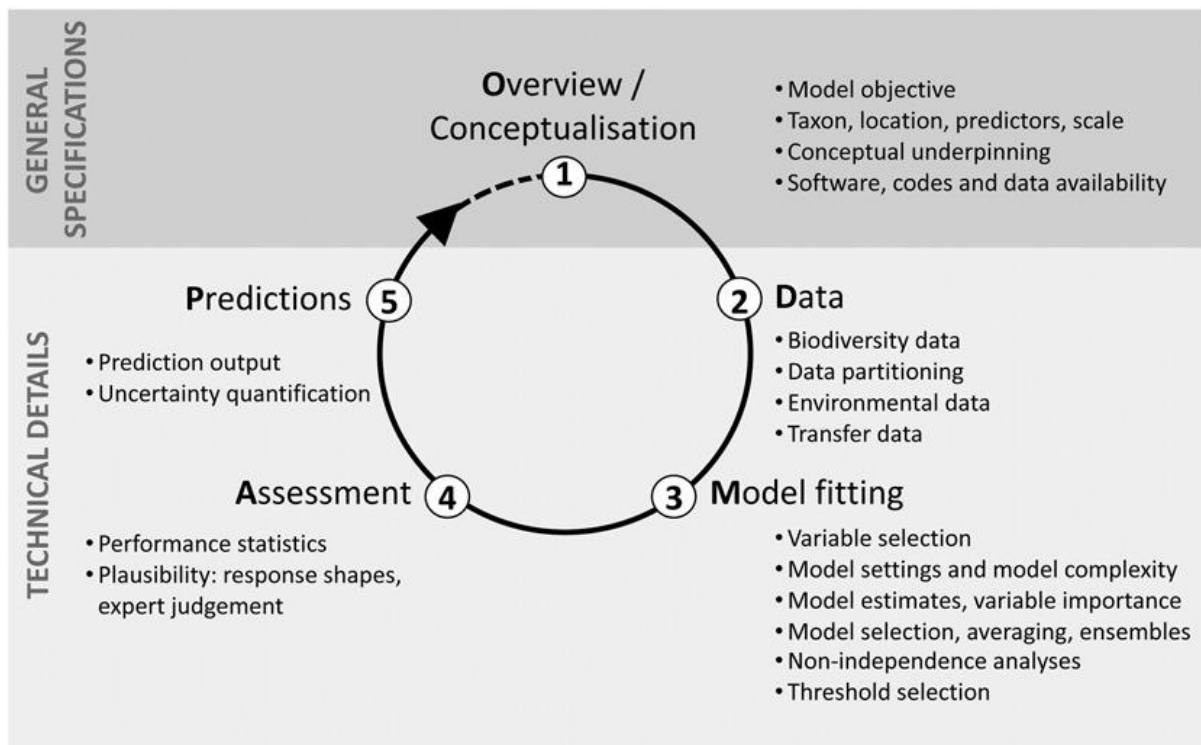 GENERAL
SPECIFICATIONS
Overview /
Conceptualisation
• Model objective
• Taxon, location, predictors, scale
• Conceptual underpinning
• Software, codes and data availability
1
TECHNICAL DETAILS
2
Data
• Biodiversity data
• Data partitioning
• Environmental data
• Transfer data
3
Model fitting
• Variable selection
• Model settings and model complexity
• Model estimates, variable importance
• Model selection, averaging, ensembles
• Non-independence analyses
• Threshold selection
Assessment
4
• Performance statistics
• Plausibility: response shapes,
expert judgement
Predictions
5
• Prediction output
• Uncertainty quantification